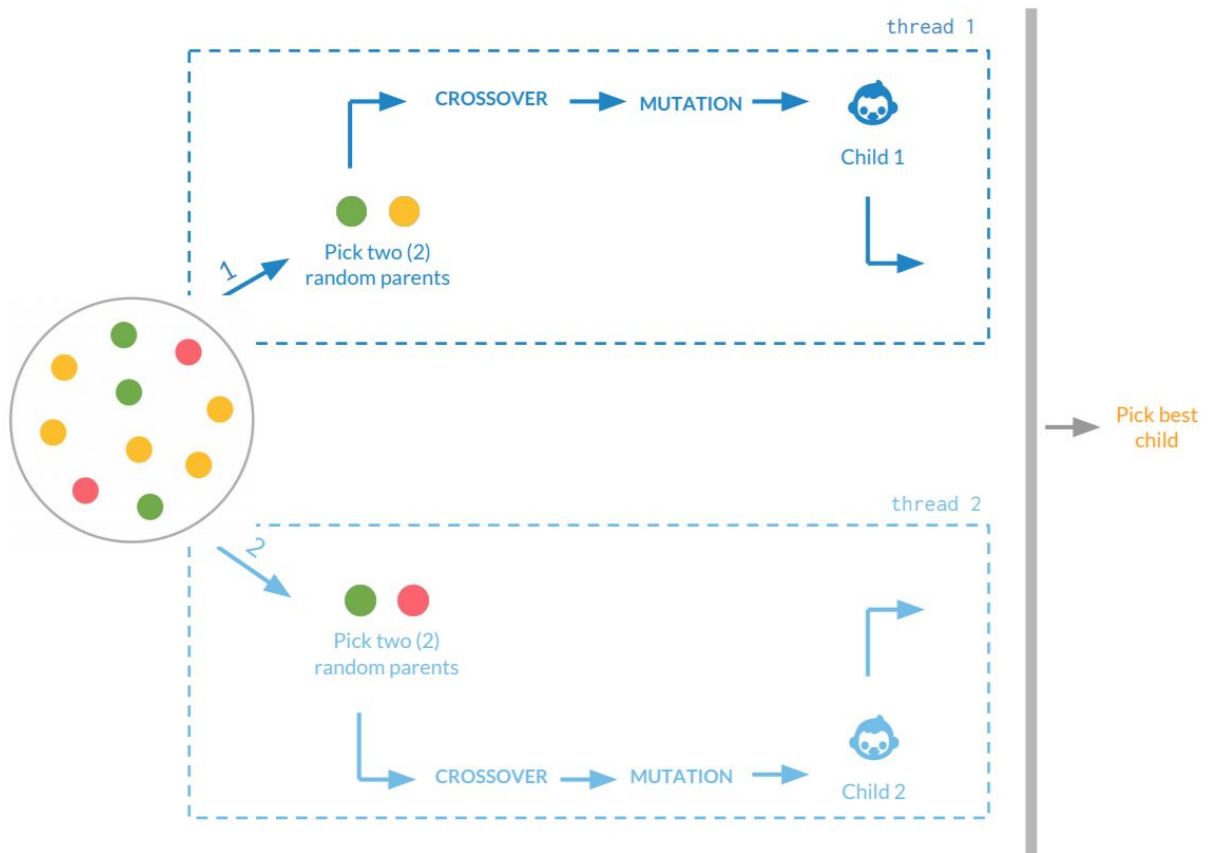 thread 1
CROSSOVER
MUTATION
Child 1
Pick two (2)
random parents
1
Pick best
child
thread 2
2
Pick two (2)
random parents
CROSSOVER
MUTATION
Child 2